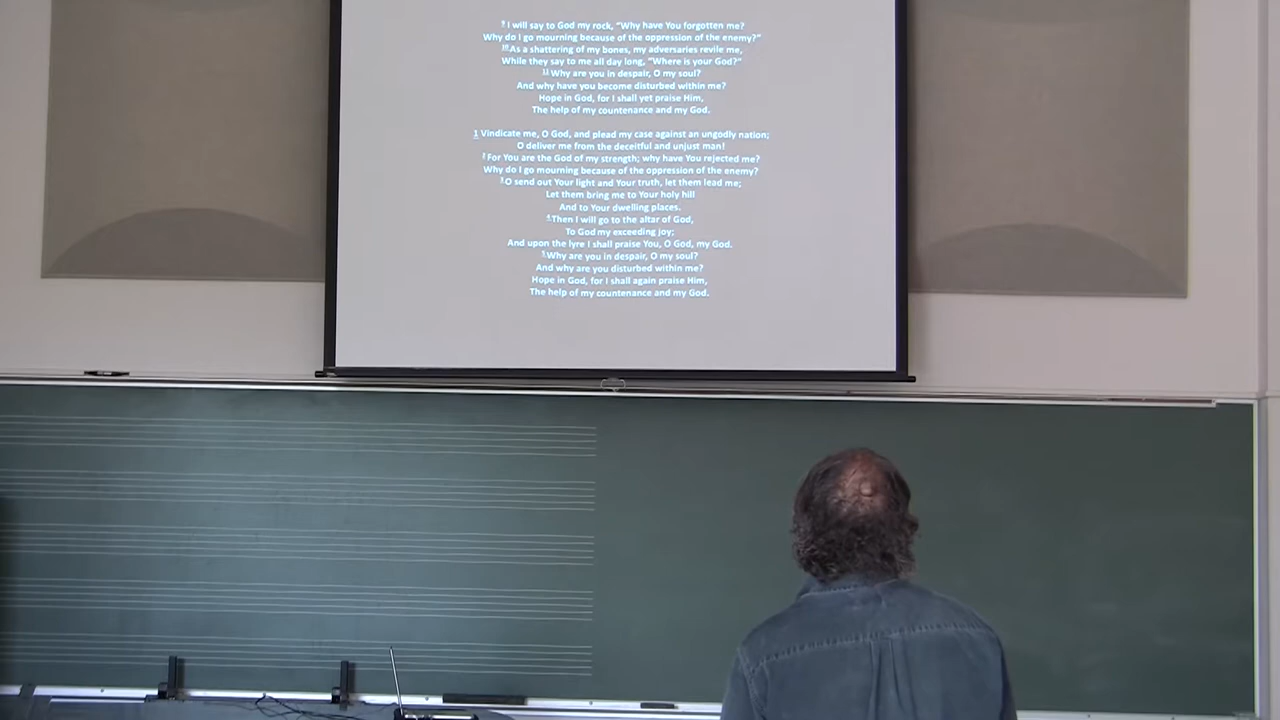 9 I will say to God my rock, "Why have You forgotten me?
Why do I go mourning because of the oppression of the enemy?"
10 As a shattering of my bones, my adversaries revile me,
While they say to me all day long, "Where is your God?"
11 Why are you in despair, O my soul?
And why have you become disturbed within me?
Hope in God, for I shall yet praise Him,
The help of my countenance and my God.
1 Vindicate me, O God, and plead my case against an ungodly nation;
O deliver me from the deceitful and unjust man!
2 For You are the God of my strength; why have You rejected me?
Why do I go mourning because of the oppression of the enemy?
3 O send out Your light and Your truth, let them lead me;
Let them bring me to Your holy hill
And to Your dwelling places.
4 Then I will go to the altar of God,
To God my exceeding joy;
And upon the lyre I shall praise You, O God, my God.
5 Why are you in despair, O my soul?
And why are you disturbed within me?
Hope in God, for I shall again praise Him,
The help of my countenance and my God.